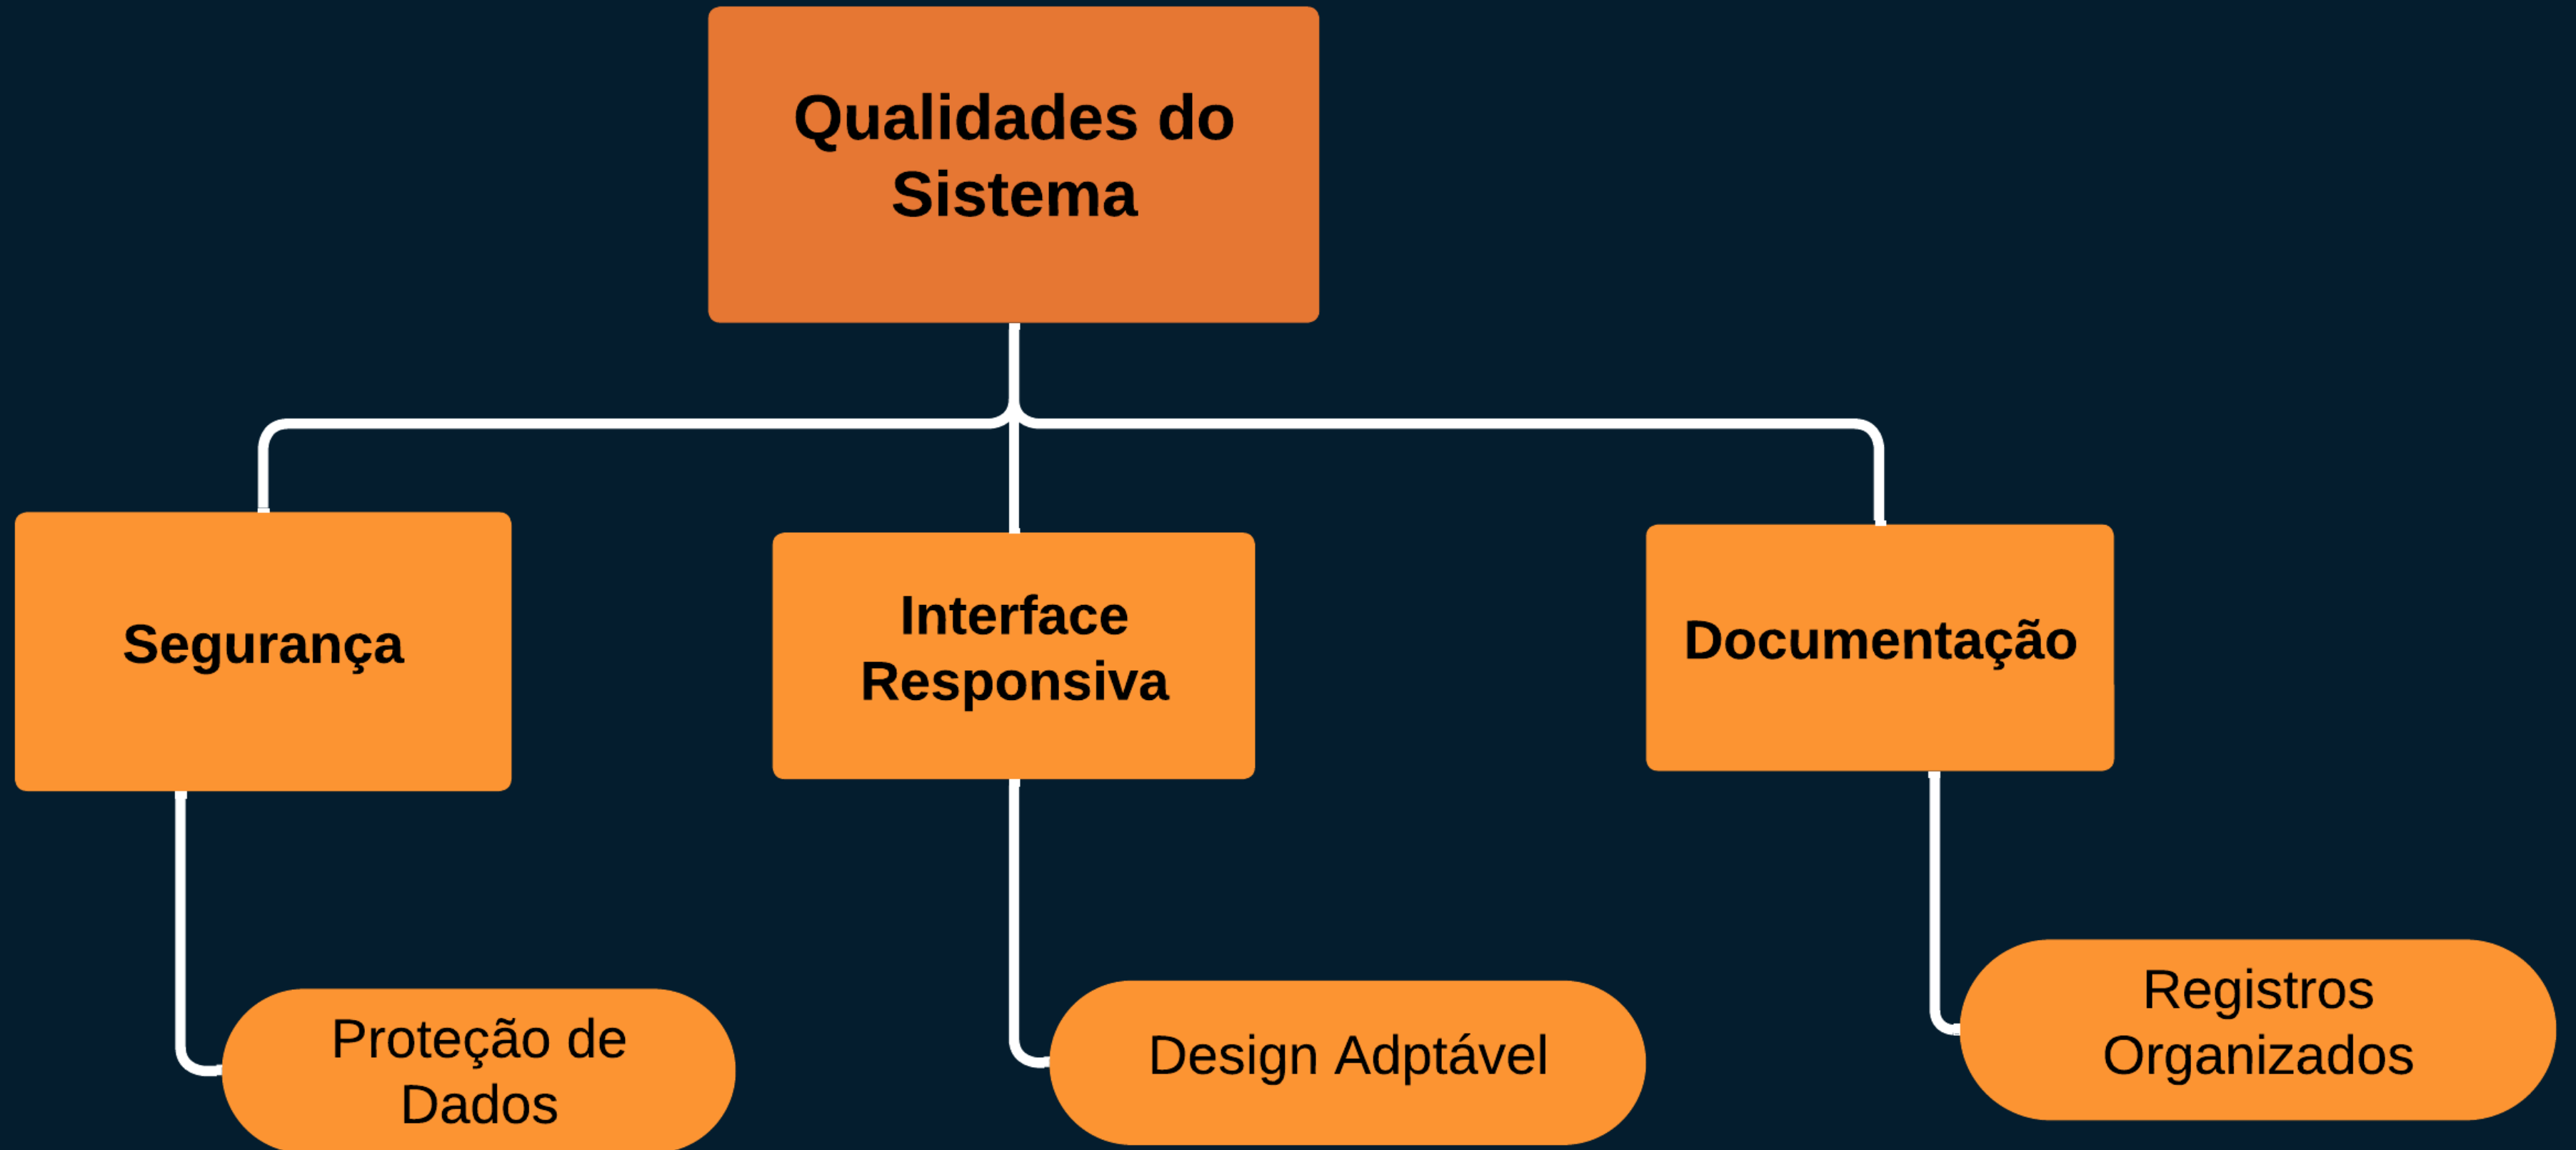 Qualidades do
Sistema
Segurança
Interface
Responsiva
Documentação
Proteção de
Dados
Design Adptável
Registros
Organizados